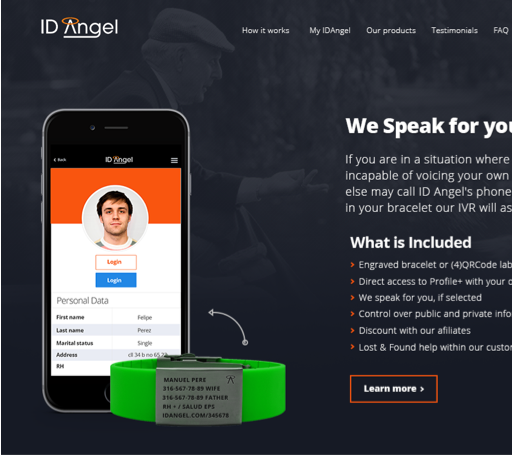 ID Angel
How it works My IDAngel Our products Testimonials FAQ
We Speak for you
If you are in a situation where
incapable of voicing your own
else may call ID Angel's phone
in your bracelet our IVR will as
What is Included
Engraved bracelet or (4)QRCode lab
Direct access to Profile+ with your d
We speak for you, if selected
Control over public and private info
Discount with our afiliates
Lost & Found help within our custom
Learn more >
< Back ID Angel
Login
Login
Personal Data
First name Felipe
Last name Perez
Marital status Single
Address cll 34 b no 65 23
RH
MANUEL PERE
316-567-78-89 WIFE
316-567-78-89 FATHER
RH + / SALUD EPS
IDANGEL.COM/345678